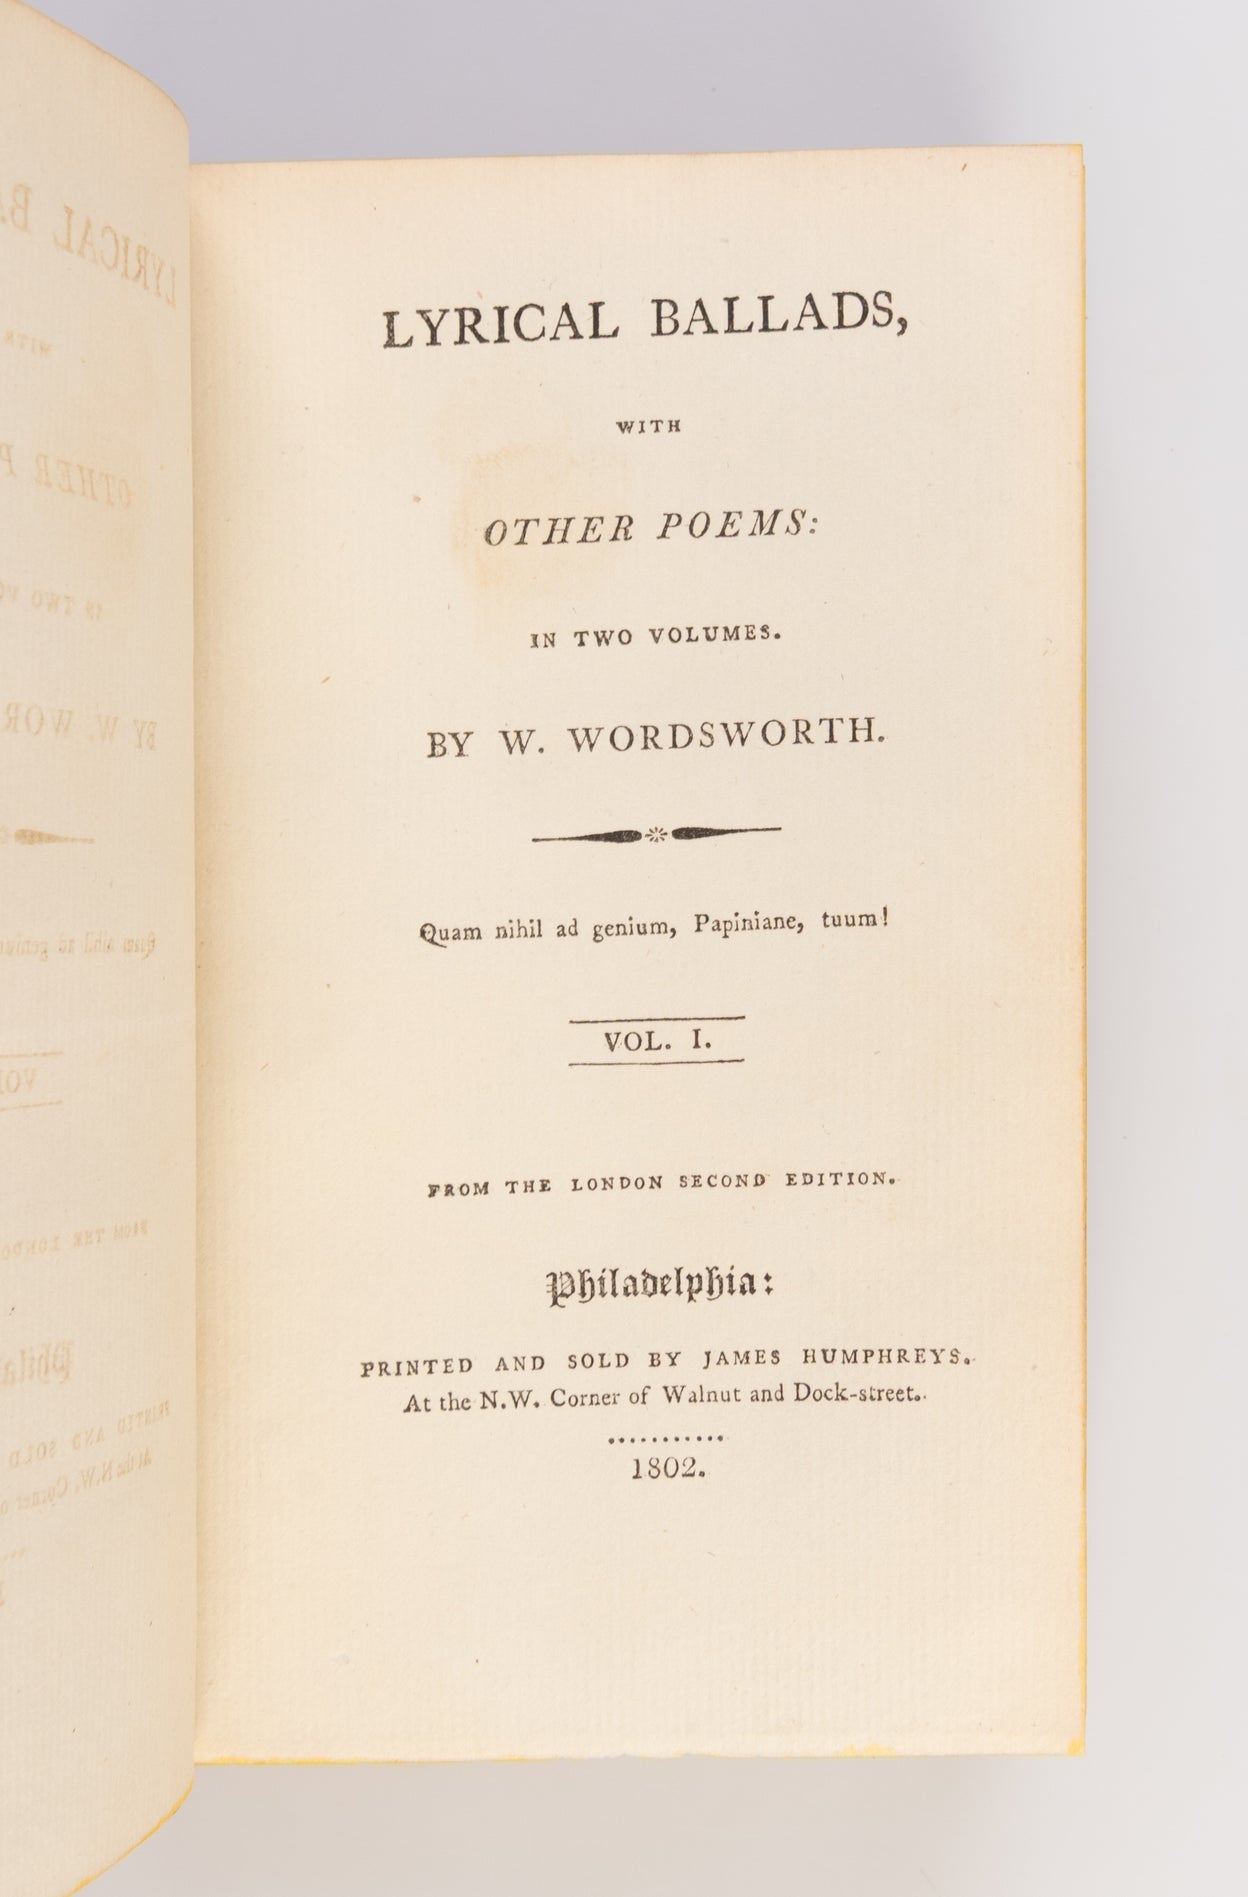 LYRICAL BALLADS,
WITH
OTHER POEMS:
IN TWO VOLUMES.
BY W. WORDSWORTH.
Quam nihil ad genium, Papiniane, tuum!
VOL. I.
FROM THE LONDON SECOND EDITION.
Philadelphia:
PRINTED AND SOLD BY JAMES HUMPHREYS.
At the N.W. Corner of Walnut and Dock-street.
...........
1802.